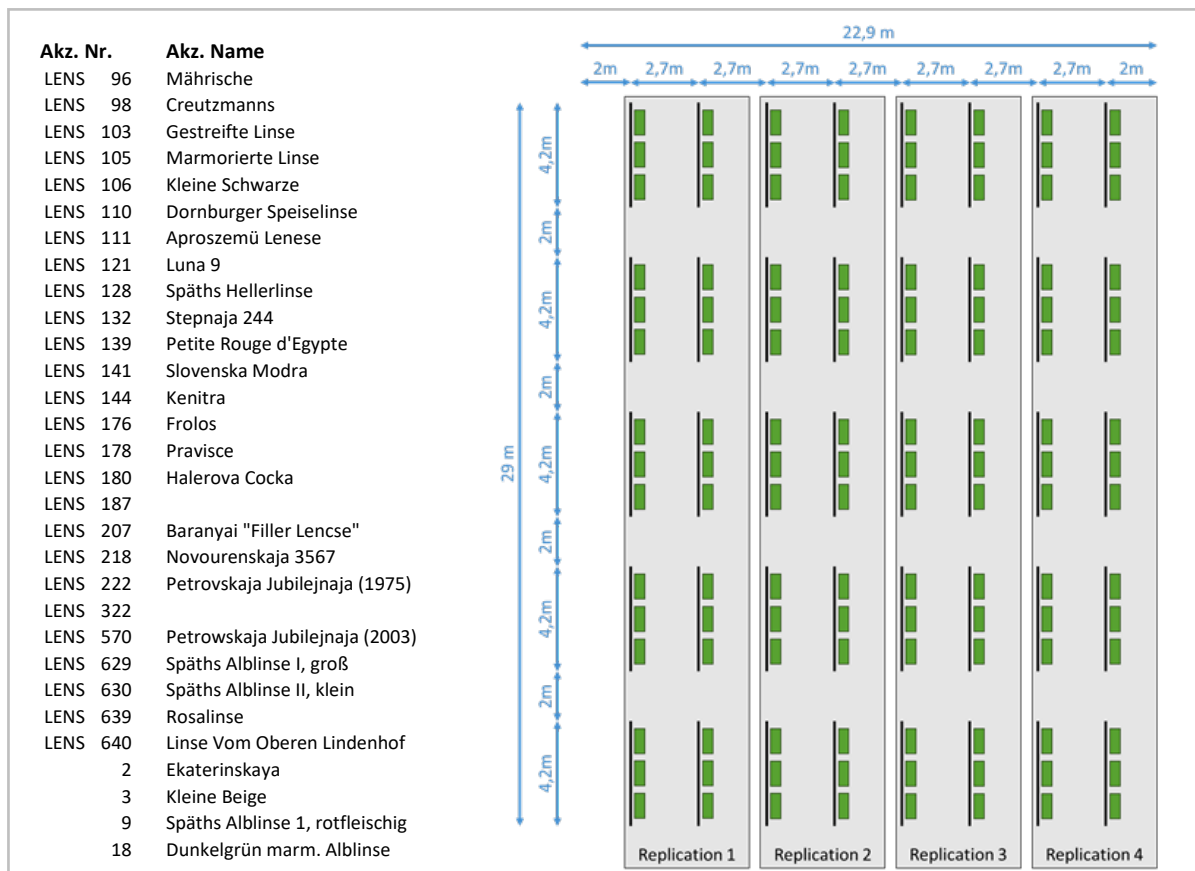 Akz. Nr. Akz. Name
LENS 96 Mährische
LENS 98 Creutzmanns
LENS 103 Gestreifte Linse
LENS 105 Marmorierte Linse
LENS 106 Kleine Schwarze
LENS 110 Dornburger Speiselinse
LENS 111 Aproszemü Lenese
LENS 121 Luna 9
LENS 128 Späths Hellerlinse
LENS 132 Stepnaja 244
LENS 139 Petite Rouge d'Egypte
LENS 141 Slovenska Modra
LENS 144 Kenitra
LENS 176 Frolos
LENS 178 Pravisce
LENS 180 Halerova Cocka
LENS 187
LENS 207 Baranyai "Filler Lencse"
LENS 218 Novourenskaja 3567
LENS 222 Petrovskaja Jubilejnaja (1975)
LENS 322
LENS 570 Petrowskaja Jubilejnaja (2003)
LENS 629 Späths Alblinse I, groß
LENS 630 Späths Alblinse II, klein
LENS 639 Rosalinse
LENS 640 Linse Vom Oberen Lindenhof
2 Ekaterinskaya
3 Kleine Beige
9 Späths Alblinse 1, rotfleischig
18 Dunkelgrün marm. Alblinse
22,9 m
2m 2,7m 2,7m 2,7m 2,7m 2,7m 2,7m 2,7m 2m
29 m
4,2m
2m
4,2m
2m
4,2m
2m
4,2m
2m
4,2m
Replication 1 Replication 2 Replication 3 Replication 4